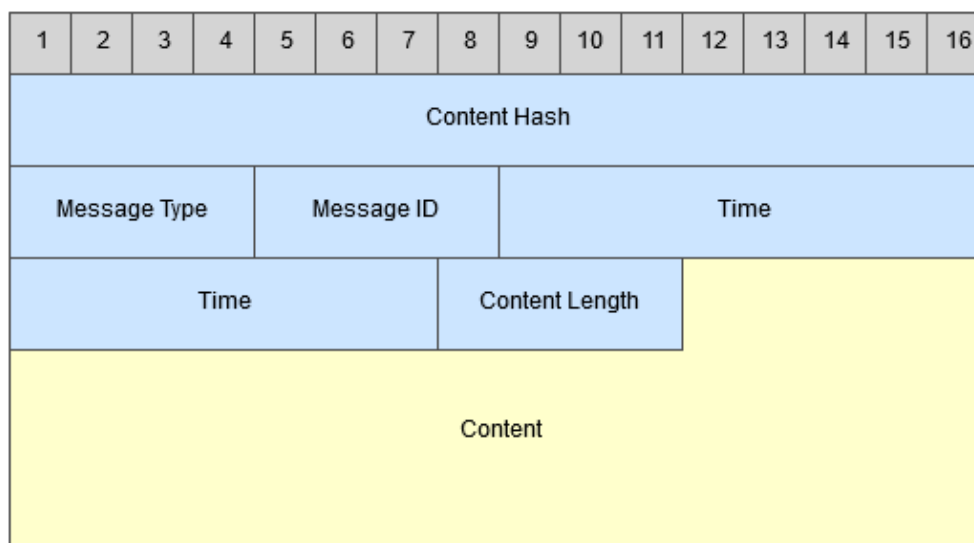 1 2 3 4 5 6 7 8 9 10 11 12 13 14 15 16
Content Hash
Message Type Message ID Time
Time Content Length
Content